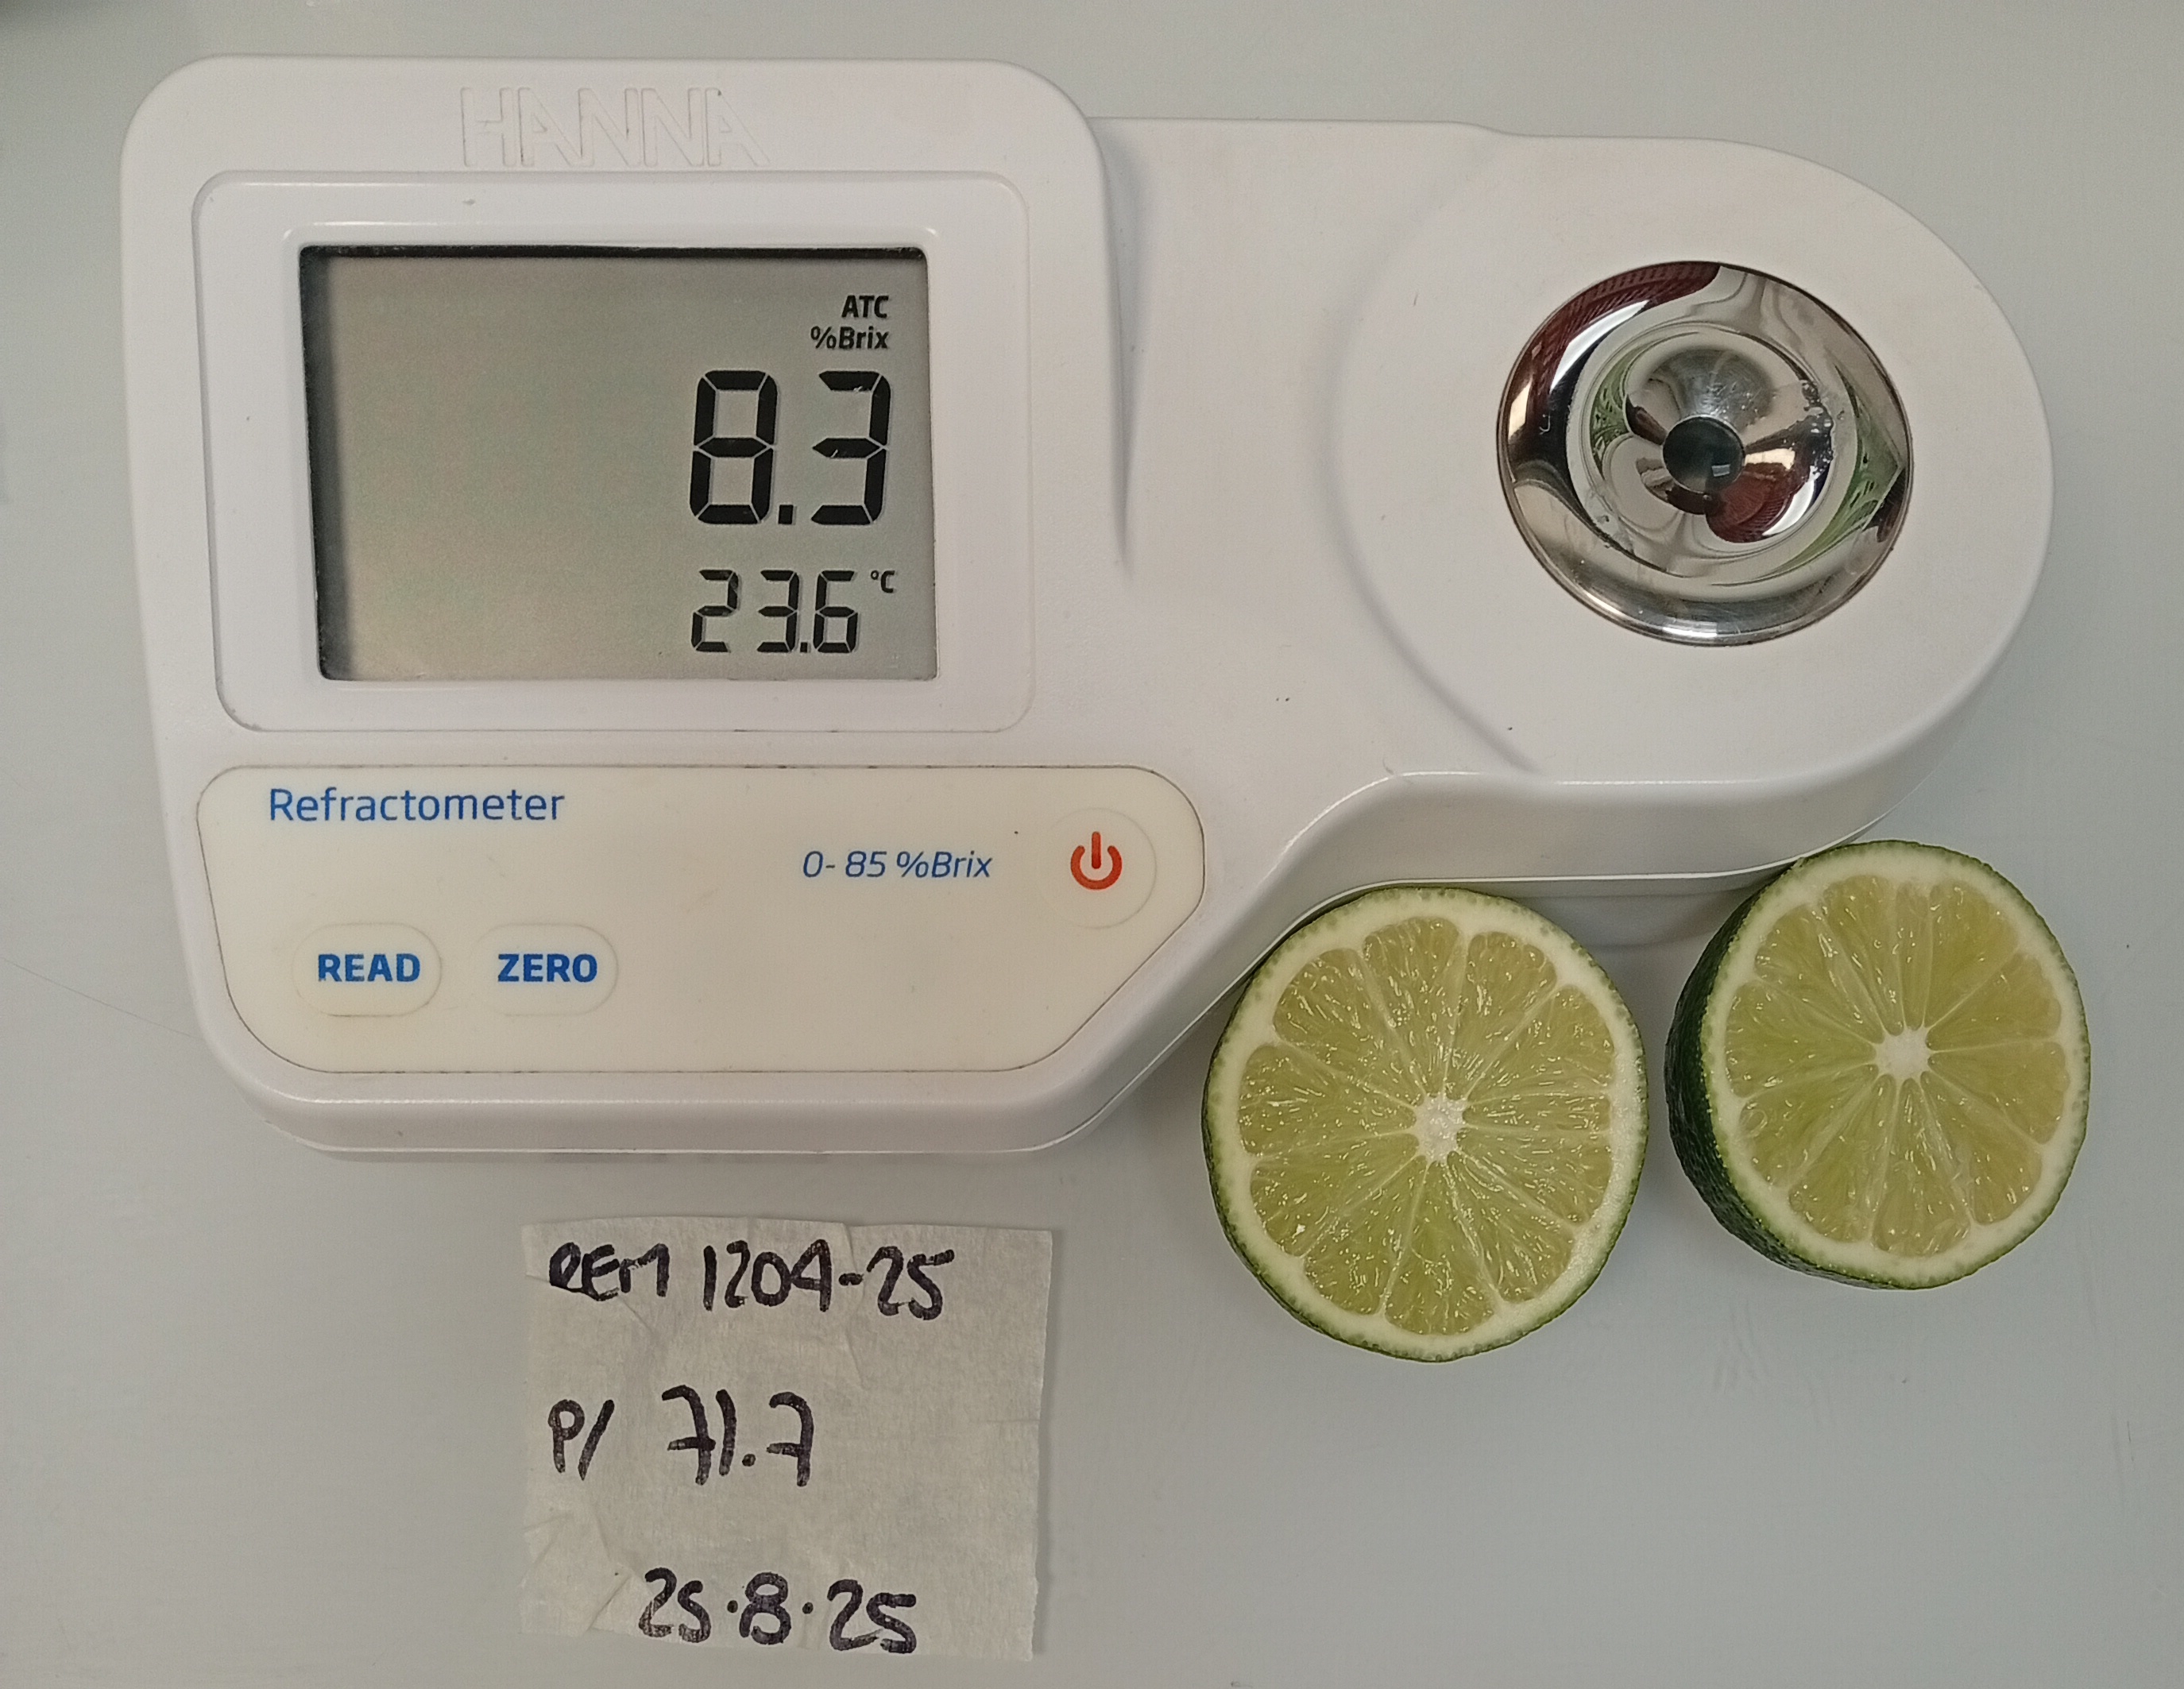 HANNA
ATC
%Brix
8.3
23.6 °C
Refractometer
0- 85 %Brix
READ ZERO
REM 1204-25
P/ 71.7
25.8.25